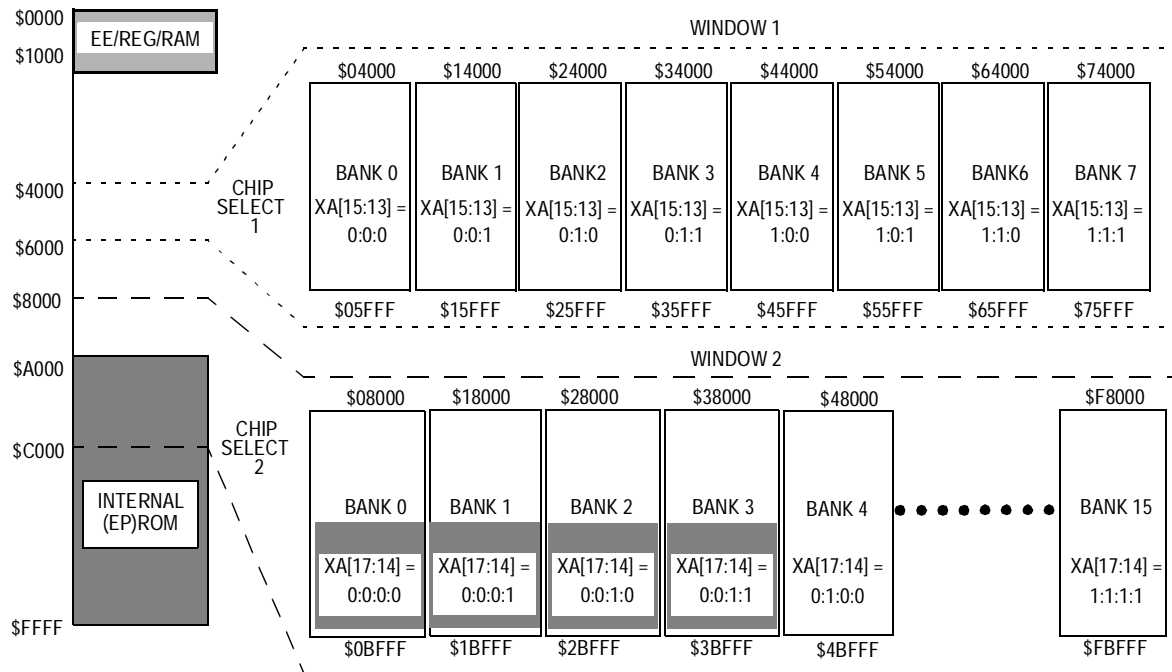 $0000
EE/REG/RAM
$1000
$4000
$6000
$8000
$A000
$C000
INTERNAL
(EP)ROM
$FFFF
CHIP
SELECT
1
CHIP
SELECT
2
WINDOW 1
$04000 $14000 $24000 $34000 $44000 $54000 $64000 $74000
BANK 0 BANK 1 BANK2 BANK 3 BANK 4 BANK 5 BANK6 BANK 7
XA[15:13] = XA[15:13] = XA[15:13] = XA[15:13] = XA[15:13] = XA[15:13] = XA[15:13] = XA[15:13] =
0:0:0 0:0:1 0:1:0 0:1:1 1:0:0 1:0:1 1:1:0 1:1:1
$05FFF $15FFF $25FFF $35FFF $45FFF $55FFF $65FFF $75FFF
WINDOW 2
$08000 $18000 $28000 $38000 $48000 $F8000
BANK 0 BANK 1 BANK 2 BANK 3 BANK 4 BANK 15
XA[17:14] = XA[17:14] = XA[17:14] = XA[17:14] = XA[17:14] = XA[17:14] =
0:0:0:0 0:0:0:1 0:0:1:0 0:0:1:1 0:1:0:0 1:1:1:1
$0BFFF $1BFFF $2BFFF $3BFFF $4BFFF $FBFFF